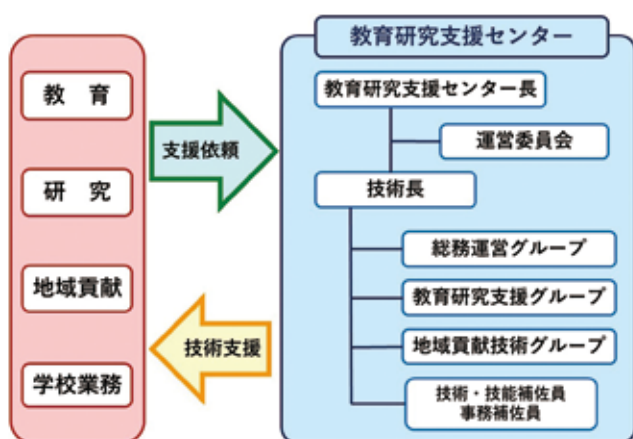 教育
研究
地域貢献
学校業務
支援依頼
技術支援
教育研究支援センター
教育研究支援センター長
運営委員会
技術長
総務運営グループ
教育研究支援グループ
地域貢献技術グループ
技術・技能補佐員
事務補佐員